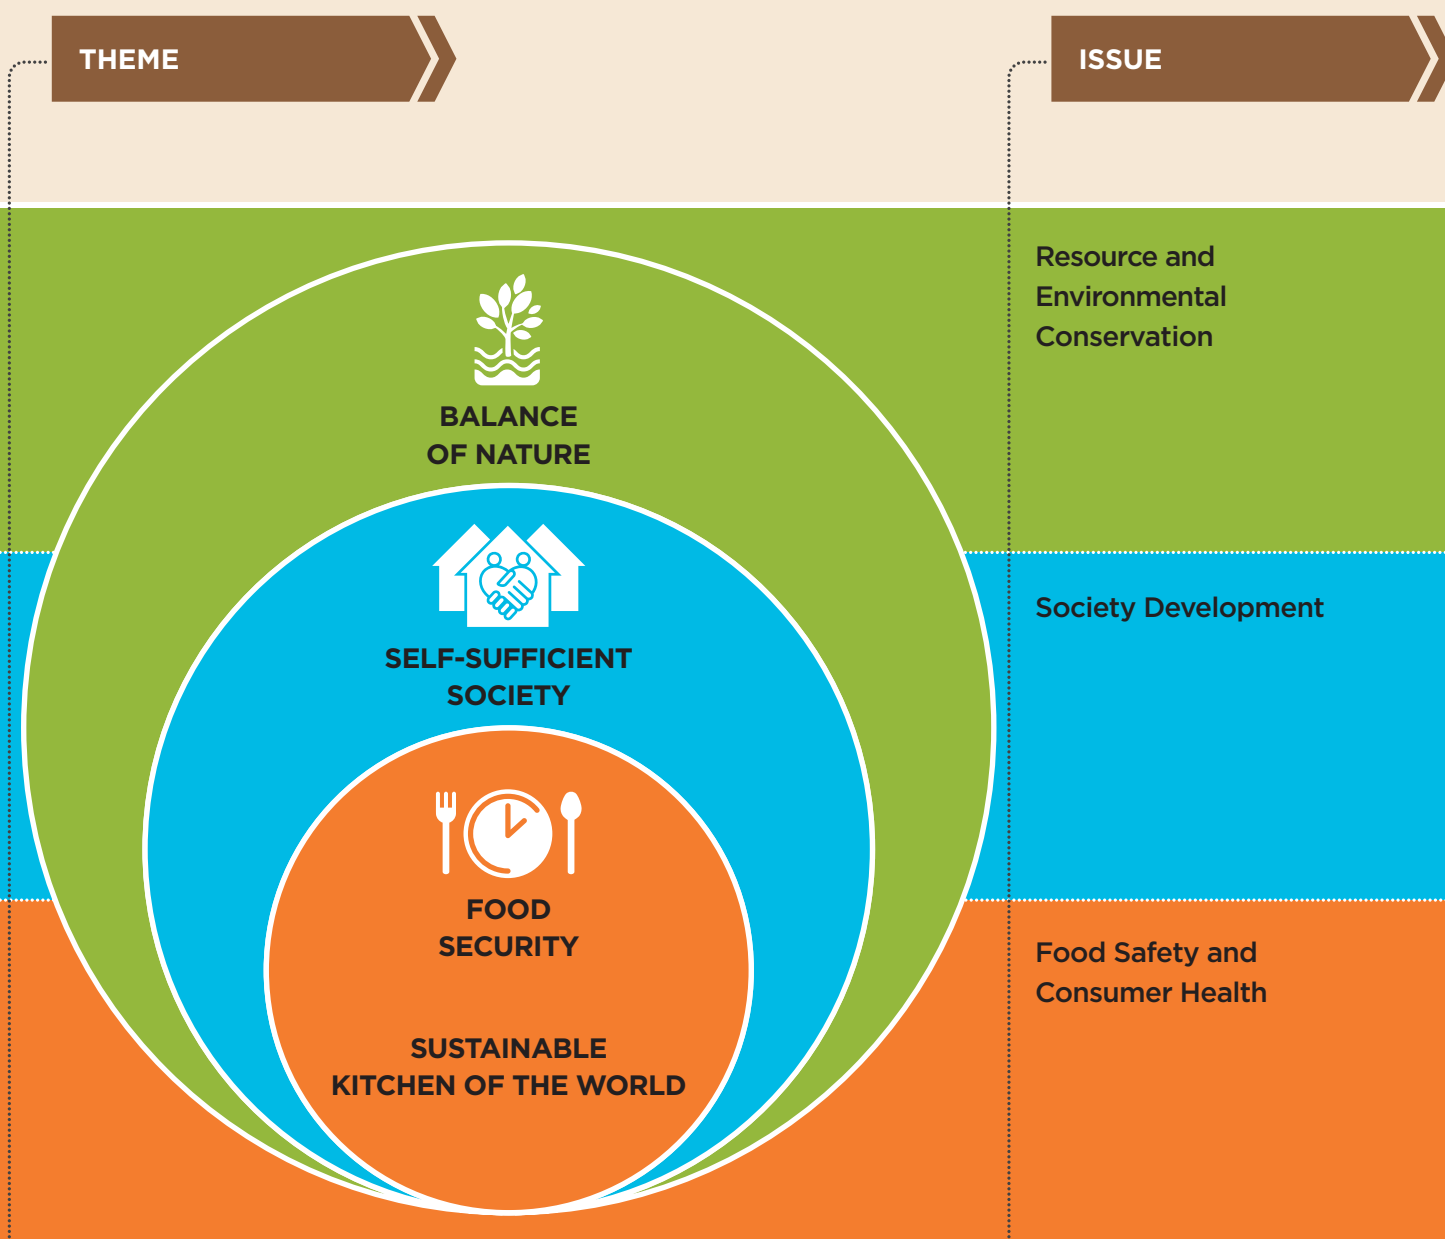 THEME
ISSUE
BALANCE
OF NATURE
SELF-SUFFICIENT
SOCIETY
FOOD
SECURITY
SUSTAINABLE
KITCHEN OF THE WORLD
Resource and
Environmental
Conservation
Society Development
Food Safety and
Consumer Health